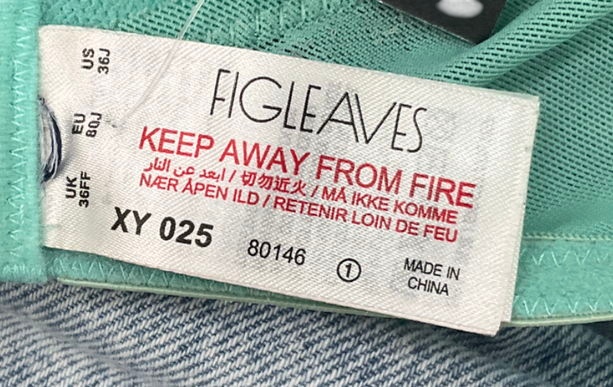 FIGLEAVES
KEEP AWAY FROM FIRE
ابعد عن النار / 切勿近火 / MÅ IKKE KOMME
NÆR ÅPEN ILD / RETENIR LOIN DE FEU
XY 025
80146
1
MADE IN
CHINA
US
36J
EU
80J
UK
36FF